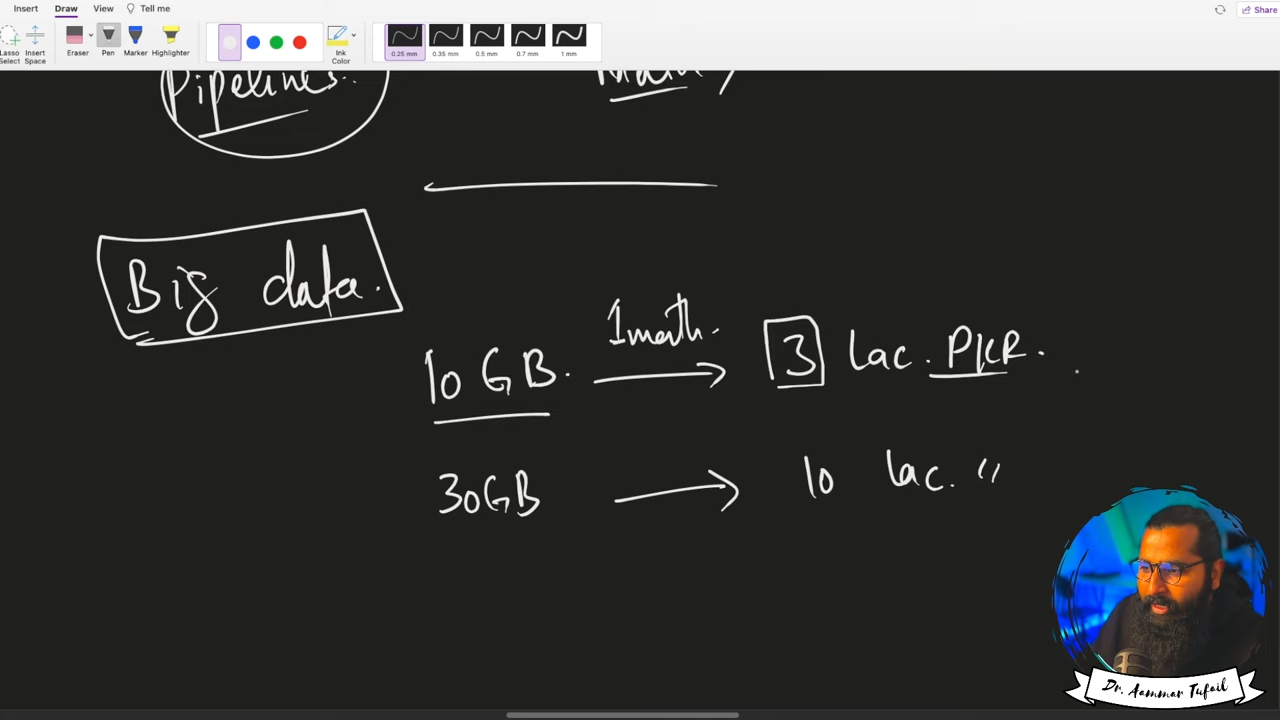 Insert Draw View Tell me
Share
Lasso Select
Insert Space
Eraser
Pen
Marker
Highlighter
Ink Color
0.25 mm
0.35 mm
0.5 mm
0.7 mm
1 mm
Pipelines..
Big data.
10 GB. 1 month. 3 lac. PKR.
30GB 10 lac. "
Dr. Aammar Tufail